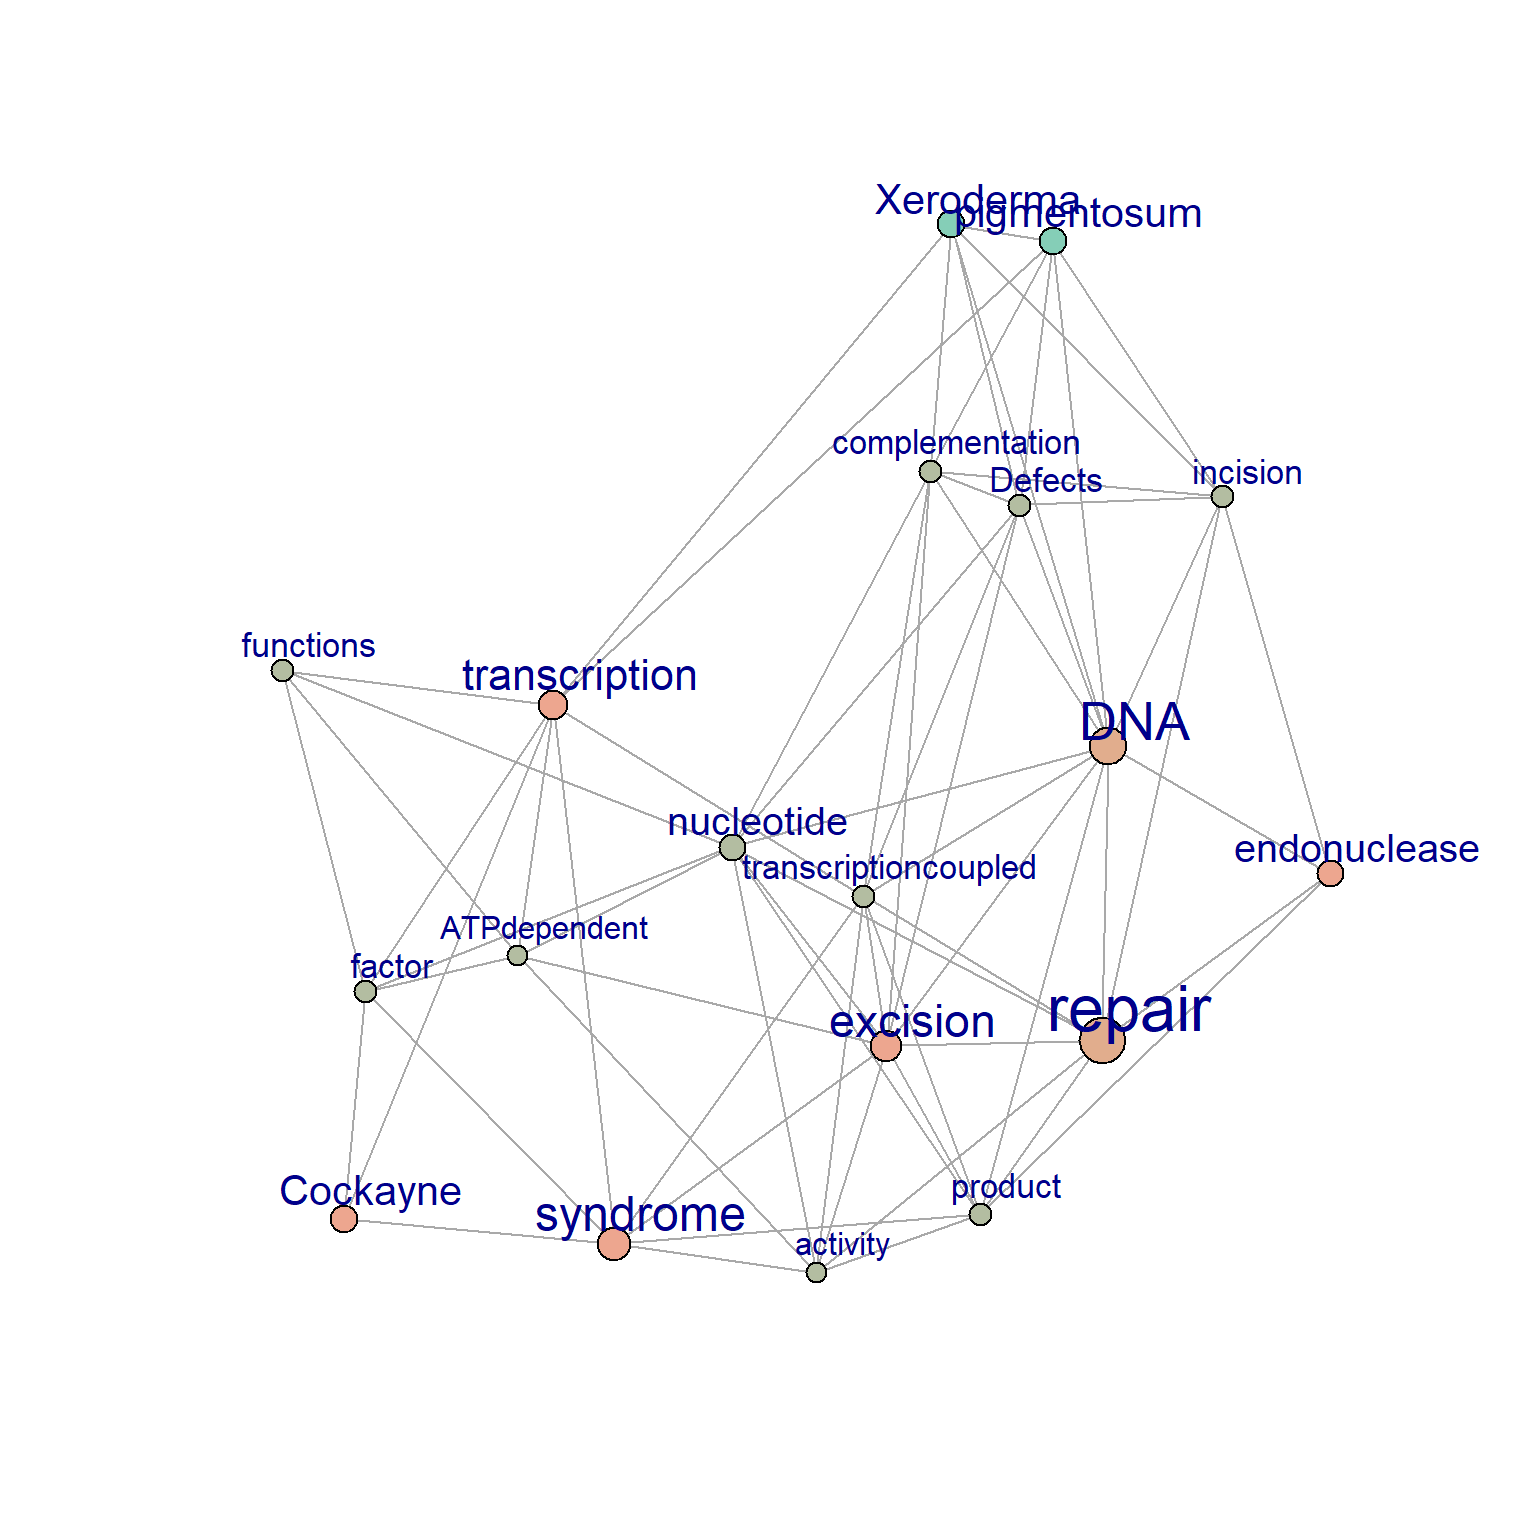 Xeroderma
pigmentosum
complementation
Defects
incision
functions
transcription
DNA
nucleotide
transcriptioncoupled
endonuclease
ATPdependent
factor
excision
repair
Cockayne
syndrome
product
activity